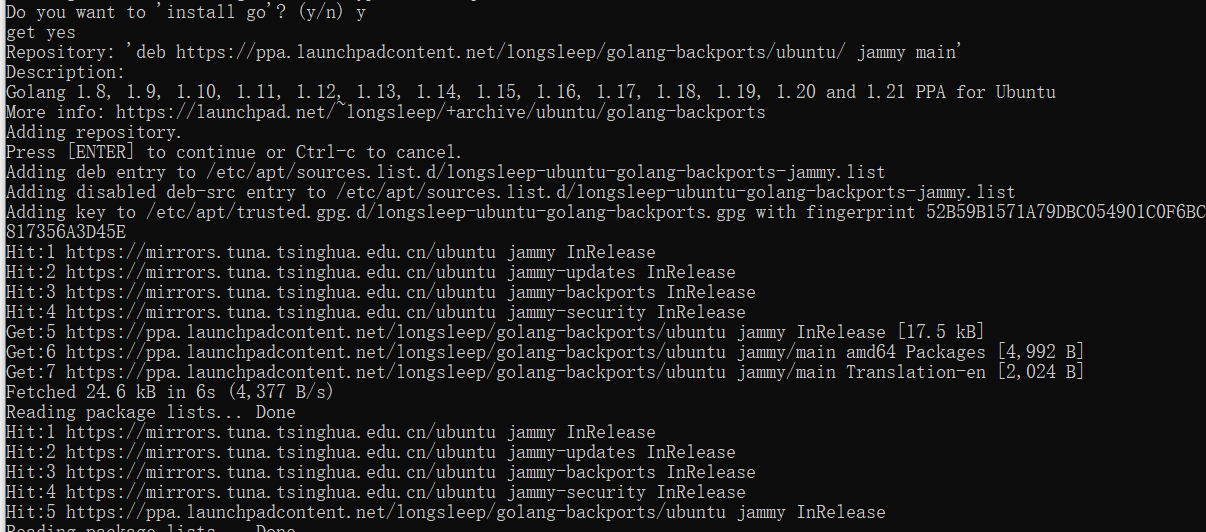 Do you want to 'install go'? (y/n) y
get yes
Repository: 'deb https://ppa.launchpadcontent.net/longsleep/golang-backports/ubuntu/ jammy main'
Description:
Golang 1.8, 1.9, 1.10, 1.11, 1.12, 1.13, 1.14, 1.15, 1.16, 1.17, 1.18, 1.19, 1.20 and 1.21 PPA for Ubuntu
More info: https://launchpad.net/~longsleep/+archive/ubuntu/golang-backports
Adding repository.
Press [ENTER] to continue or Ctrl-c to cancel.
Adding deb entry to /etc/apt/sources.list.d/longsleep-ubuntu-golang-backports-jammy.list
Adding disabled deb-src entry to /etc/apt/sources.list.d/longsleep-ubuntu-golang-backports-jammy.list
Adding key to /etc/apt/trusted.gpg.d/longsleep-ubuntu-golang-backports.gpg with fingerprint 52B59B1571A79DBC054901C0F6BC
817356A3D45E
Hit:1 https://mirrors.tuna.tsinghua.edu.cn/ubuntu jammy InRelease
Hit:2 https://mirrors.tuna.tsinghua.edu.cn/ubuntu jammy-updates InRelease
Hit:3 https://mirrors.tuna.tsinghua.edu.cn/ubuntu jammy-backports InRelease
Hit:4 https://mirrors.tuna.tsinghua.edu.cn/ubuntu jammy-security InRelease
Get:5 https://ppa.launchpadcontent.net/longsleep/golang-backports/ubuntu jammy InRelease [17.5 kB]
Get:6 https://ppa.launchpadcontent.net/longsleep/golang-backports/ubuntu jammy/main amd64 Packages [4,992 B]
Get:7 https://ppa.launchpadcontent.net/longsleep/golang-backports/ubuntu jammy/main Translation-en [2,024 B]
Fetched 24.6 kB in 6s (4,377 B/s)
Reading package lists... Done
Hit:1 https://mirrors.tuna.tsinghua.edu.cn/ubuntu jammy InRelease
Hit:2 https://mirrors.tuna.tsinghua.edu.cn/ubuntu jammy-updates InRelease
Hit:3 https://mirrors.tuna.tsinghua.edu.cn/ubuntu jammy-backports InRelease
Hit:4 https://mirrors.tuna.tsinghua.edu.cn/ubuntu jammy-security InRelease
Hit:5 https://ppa.launchpadcontent.net/longsleep/golang-backports/ubuntu jammy InRelease
Reading package lists... Done